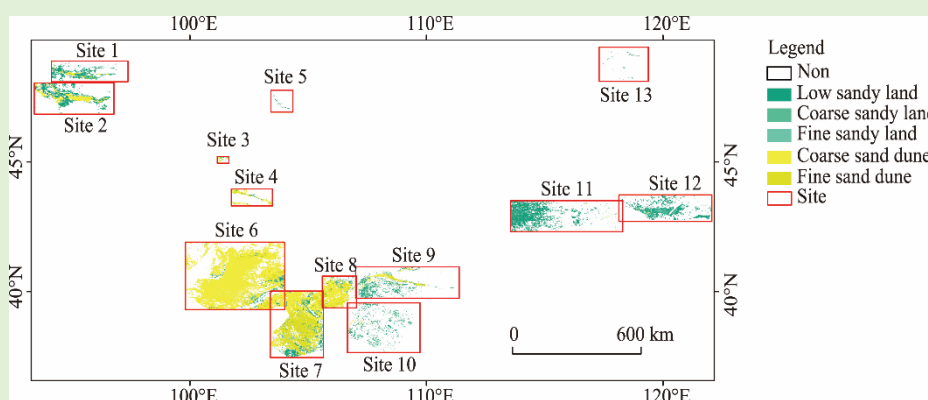 100°E
110°E
120°E
Site 1
Site 2
Site 5
Site 13
Site 3
Site 4
45°N
45°N
Site 11
Site 12
Site 6
Site 8
Site 9
40°N
40°N
Site 7
Site 10
0
600 km
100°E
110°E
120°E
Legend
Non
Low sandy land
Coarse sandy land
Fine sandy land
Coarse sand dune
Fine sand dune
Site